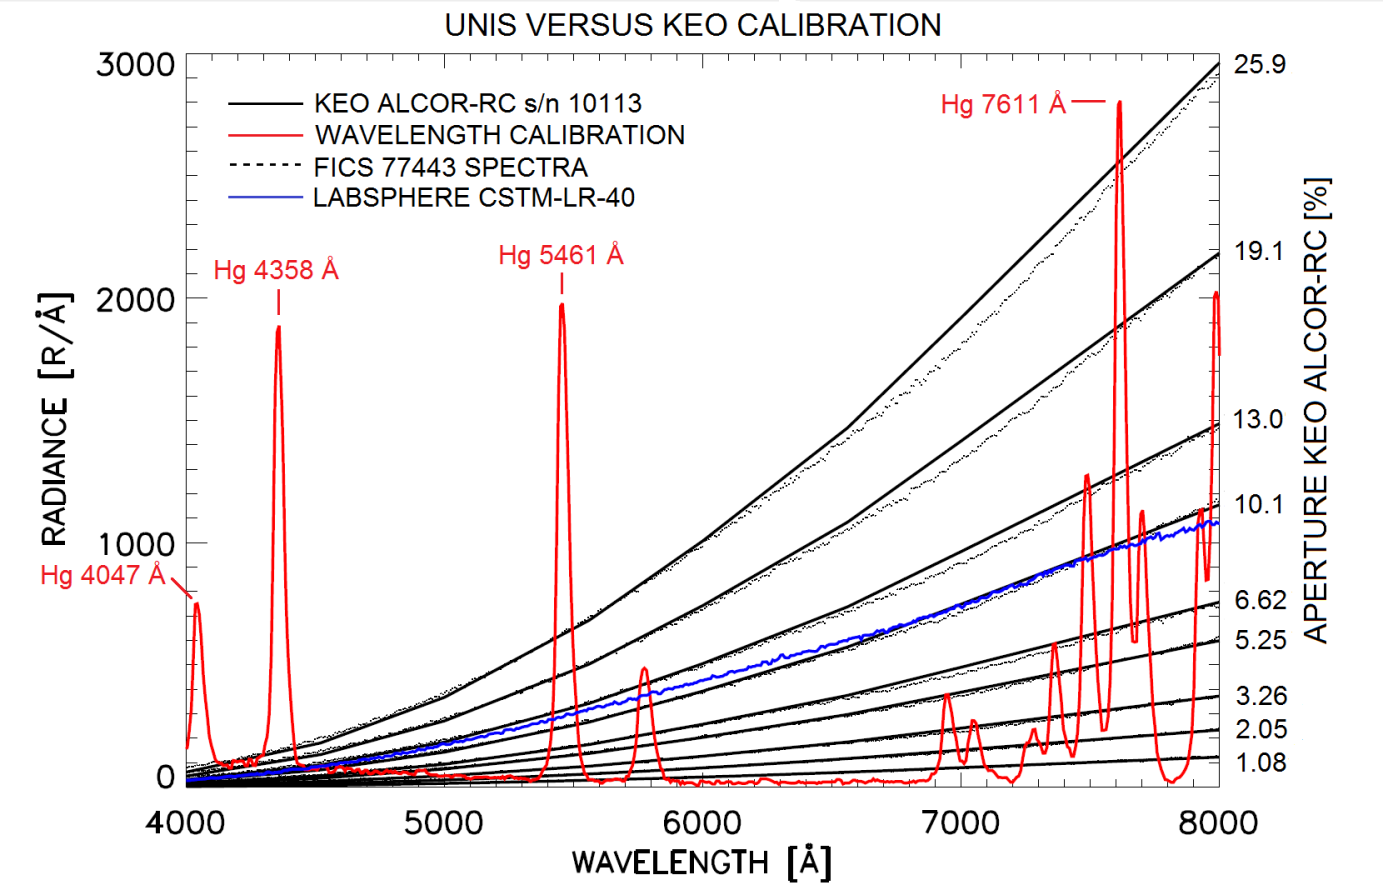 UNIS VERSUS KEO CALIBRATION
3000
2000
1000
0
RADIANCE [R/Å]
KEO ALCOR-RC s/n 10113
WAVELENGTH CALIBRATION
FICS 77443 SPECTRA
LABSPHERE CSTM-LR-40
Hg 7611 Å
Hg 5461 Å
Hg 4358 Å
Hg 4047 Å
25.9
19.1
13.0
10.1
6.62
5.25
3.26
2.05
1.08
APERTURE KEO ALCOR-RC [%]
4000 5000 6000 7000 8000
WAVELENGTH [Å]